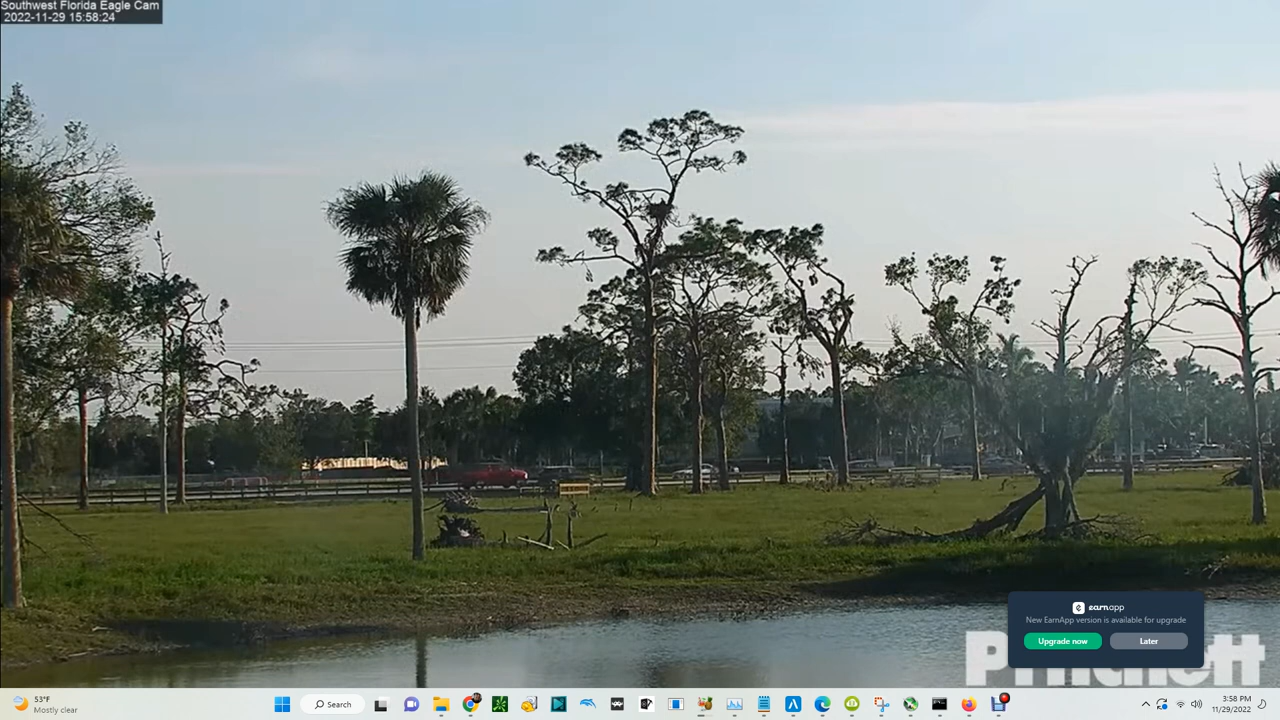 Southwest Florida Eagle Cam
2022-11-29 15:58:24
earnapp
New EarnApp version is available for upgrade
Upgrade now
Later
53°F
Mostly clear
Search
3:58 PM
11/29/2022